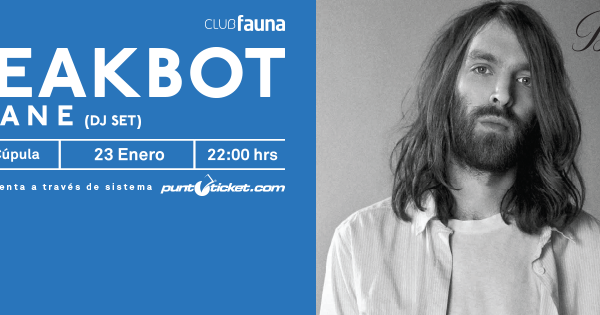 CLUBfauna
EAKBOT
ANE (DJ SET)
Cúpula 23 Enero 22:00 hrs
enta a través de sistema puntoticket.com